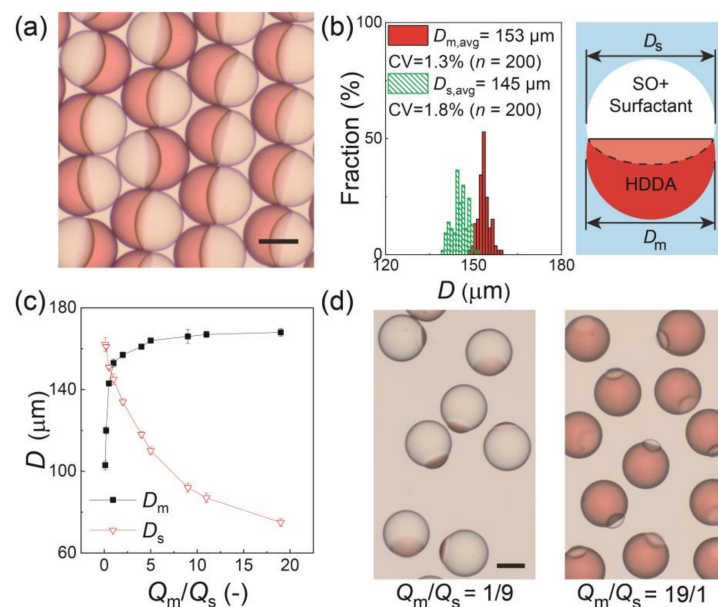 (a)
(b)
100
50
0
Fraction (%)
D_m,avg = 153 μm
CV=1.3% (n = 200)
D_s,avg = 145 μm
CV=1.8% (n = 200)
120 150 180
D (μm)
D_s
SO+
Surfactant
HDDA
D_m
(c)
180
140
100
60
D (μm)
D_m
D_s
0 5 10 15 20
Q_m/Q_s (-)
(d)
Q_m/Q_s = 1/9
Q_m/Q_s = 19/1